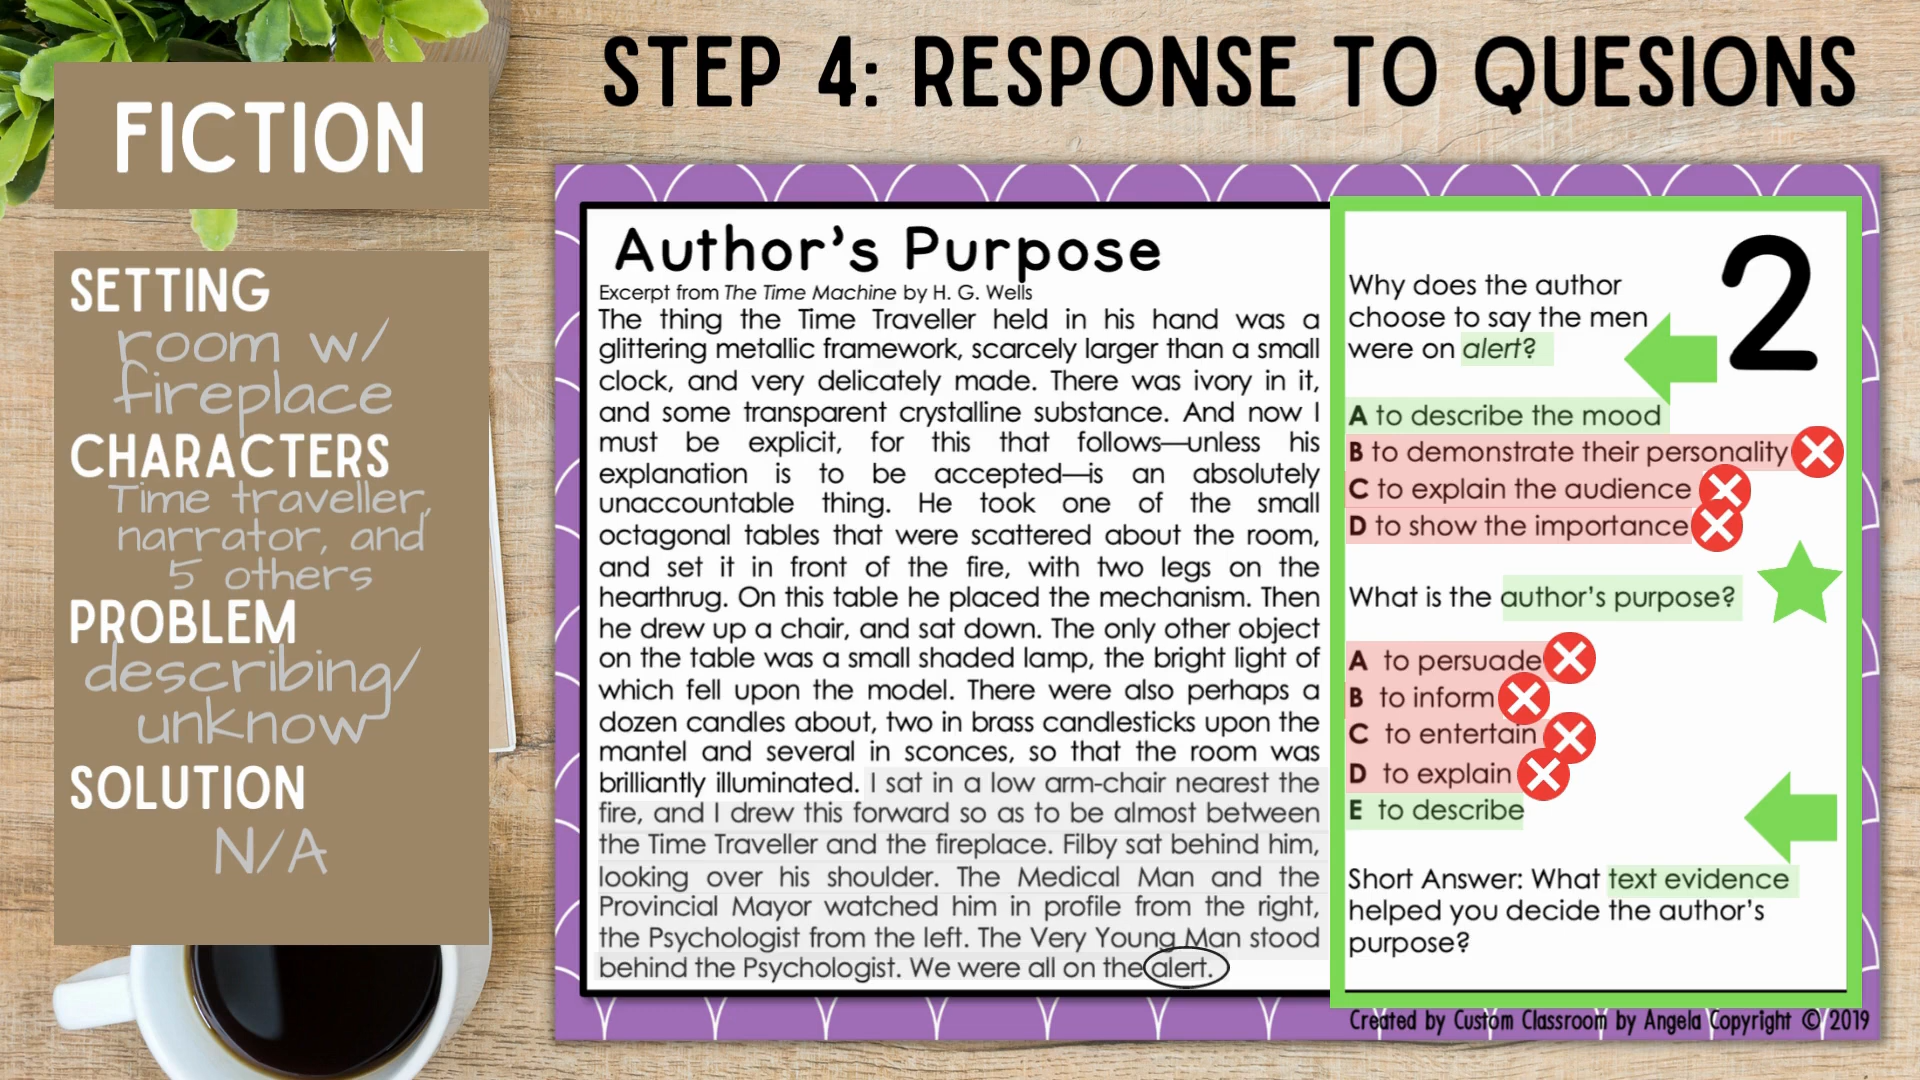 STEP 4: RESPONSE TO QUESIONS
FICTION
SETTING
room w/
fireplace
CHARACTERS
Time traveller,
narrator, and
5 others
PROBLEM
describing/
unknow
SOLUTION
N/A
Author's Purpose
Excerpt from The Time Machine by H. G. Wells
The thing the Time Traveller held in his hand was a
glittering metallic framework, scarcely larger than a small
clock, and very delicately made. There was ivory in it,
and some transparent crystalline substance. And now I
must be explicit, for this that follows—unless his
explanation is to be accepted—is an absolutely
unaccountable thing. He took one of the small
octagonal tables that were scattered about the room,
and set it in front of the fire, with two legs on the
hearthrug. On this table he placed the mechanism. Then
he drew up a chair, and sat down. The only other object
on the table was a small shaded lamp, the bright light of
which fell upon the model. There were also perhaps a
dozen candles about, two in brass candlesticks upon the
mantel and several in sconces, so that the room was
brilliantly illuminated. I sat in a low arm-chair nearest the
fire, and I drew this forward so as to be almost between
the Time Traveller and the fireplace. Filby sat behind him,
looking over his shoulder. The Medical Man and the
Provincial Mayor watched him in profile from the right,
the Psychologist from the left. The Very Young Man stood
behind the Psychologist. We were all on the alert.
2
Why does the author
choose to say the men
were on alert?
A to describe the mood
B to demonstrate their personality
C to explain the audience
D to show the importance
What is the author's purpose?
A to persuade
B to inform
C to entertain
D to explain
E to describe
Short Answer: What text evidence
helped you decide the author's
purpose?
Created by Custom Classroom by Angela Copyright © 2019